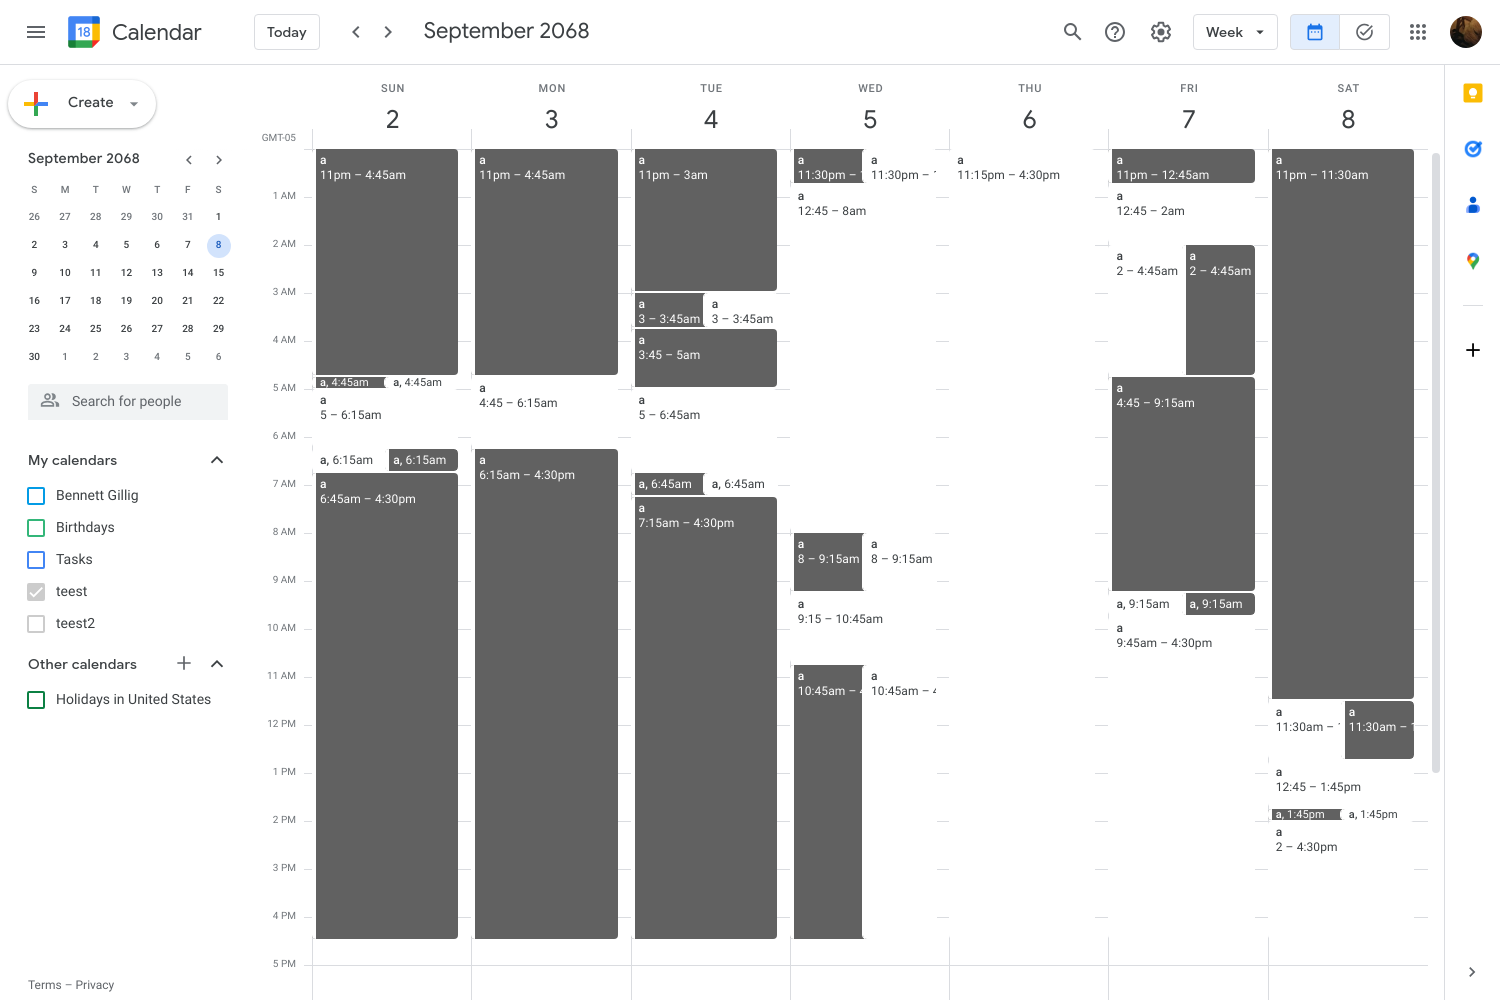 18 Calendar
Today
September 2068
Week
Create
September 2068
S M T W T F S
26 27 28 29 30 31 1
2 3 4 5 6 7 8
9 10 11 12 13 14 15
16 17 18 19 20 21 22
23 24 25 26 27 28 29
30 1 2 3 4 5 6
Search for people
My calendars
Bennett Gillig
Birthdays
Tasks
teest
teest2
Other calendars
Holidays in United States
Terms – Privacy
GMT-05
SUN MON TUE WED THU FRI SAT
2 3 4 5 6 7 8
1 AM
2 AM
3 AM
4 AM
5 AM
6 AM
7 AM
8 AM
9 AM
10 AM
11 AM
12 PM
1 PM
2 PM
3 PM
4 PM
5 PM
a
11pm – 4:45am
a, 4:45am
a, 4:45am
a
5 – 6:15am
a, 6:15am
a, 6:15am
a
6:45am – 4:30pm
a
11pm – 4:45am
a
4:45 – 6:15am
a
6:15am – 4:30pm
a
11pm – 3am
a
3 – 3:45am
a
3 – 3:45am
a
3:45 – 5am
a
5 – 6:45am
a, 6:45am
a, 6:45am
a
7:15am – 4:30pm
a
11:30pm –
a
11:30pm –
a
12:45 – 8am
a
8 – 9:15am
a
8 – 9:15am
a
9:15 – 10:45am
a
10:45am –
a
10:45am –
a
11:15pm – 4:30pm
a
11pm – 12:45am
a
12:45 – 2am
a
2 – 4:45am
a
2 – 4:45am
a
4:45 – 9:15am
a, 9:15am
a, 9:15am
a
9:45am – 4:30pm
a
11pm – 11:30am
a
11:30am –
a
11:30am –
a
12:45 – 1:45pm
a, 1:45pm
a, 1:45pm
a
2 – 4:30pm